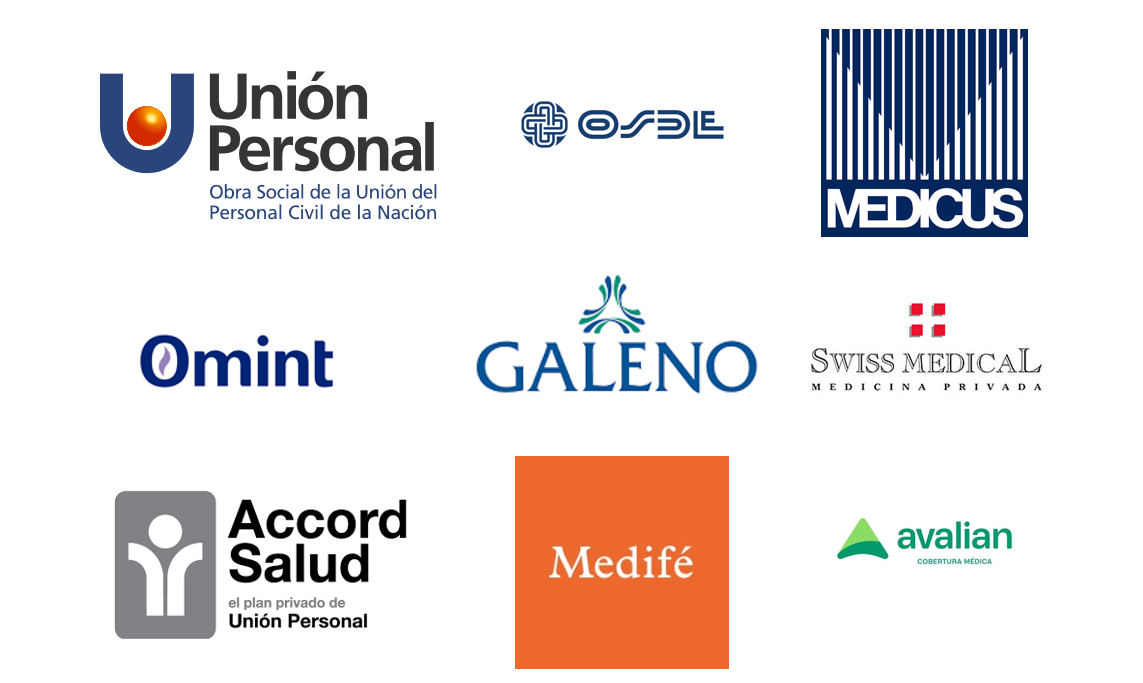 Unión
Personal
Obra Social de la Unión del
Personal Civil de la Nación
OSDE
MEDICUS
Omint
GALENO
SWISS MEDICAL
MEDICINA PRIVADA
Accord
Salud
el plan privado de
Unión Personal
Medifé
avalian
COBERTURA MÉDICA